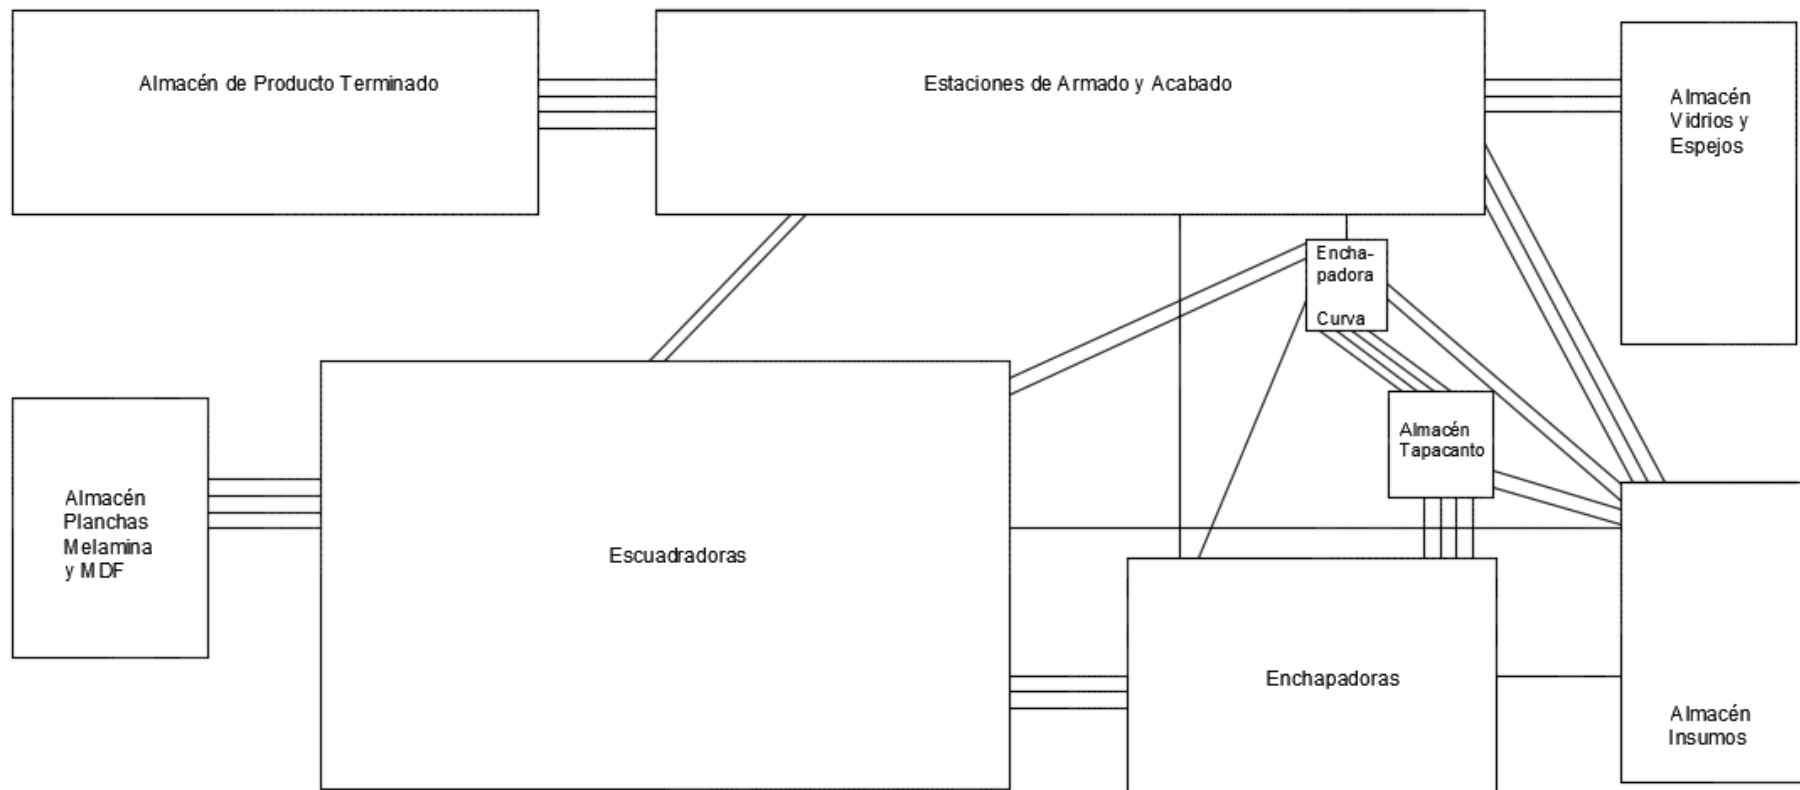 Almacén de Producto Terminado
Estaciones de Armado y Acabado
Almacén
Vidrios y
Espejos
Encha-
padora
Curva
Almacén
Tapacanto
Almacén
Planchas
Melamina
y MDF
Escuadradoras
Enchapadoras
Almacén
Insumos